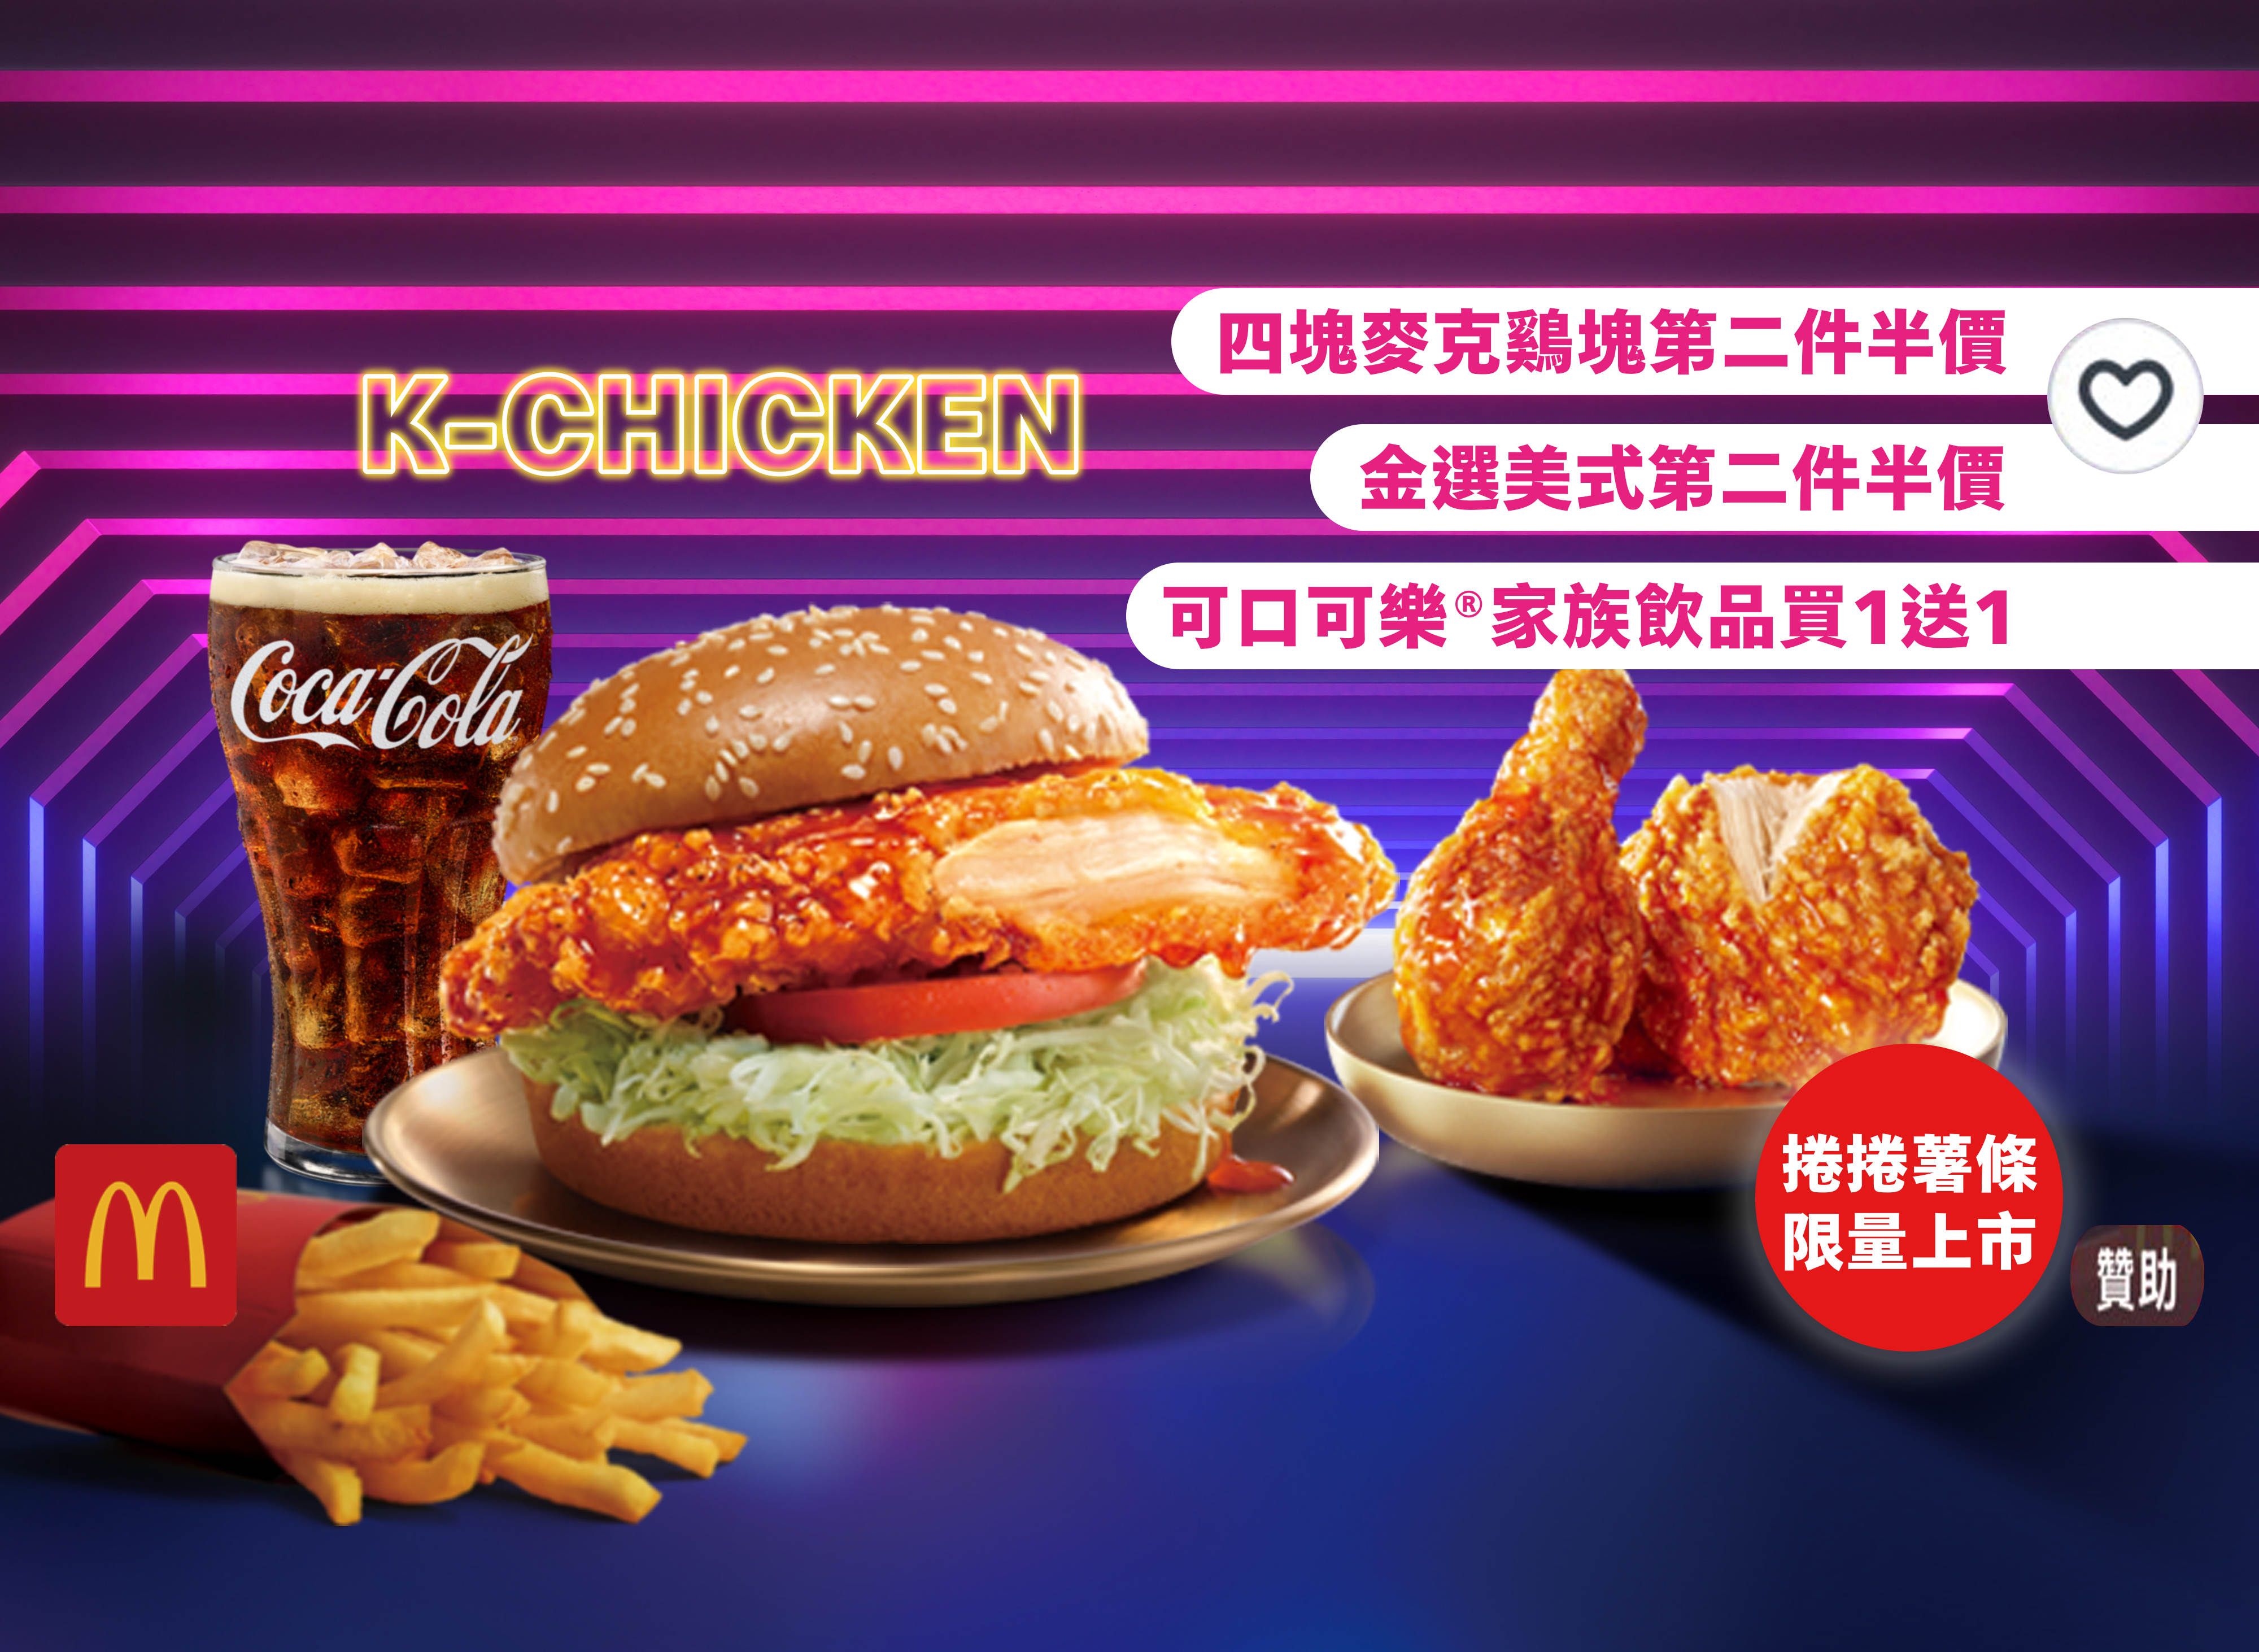 四塊麥克鷄塊第二件半價
K-CHICKEN
金選美式第二件半價
可口可樂®家族飲品買1送1
Coca-Cola
捲捲薯條
限量上市
贊助